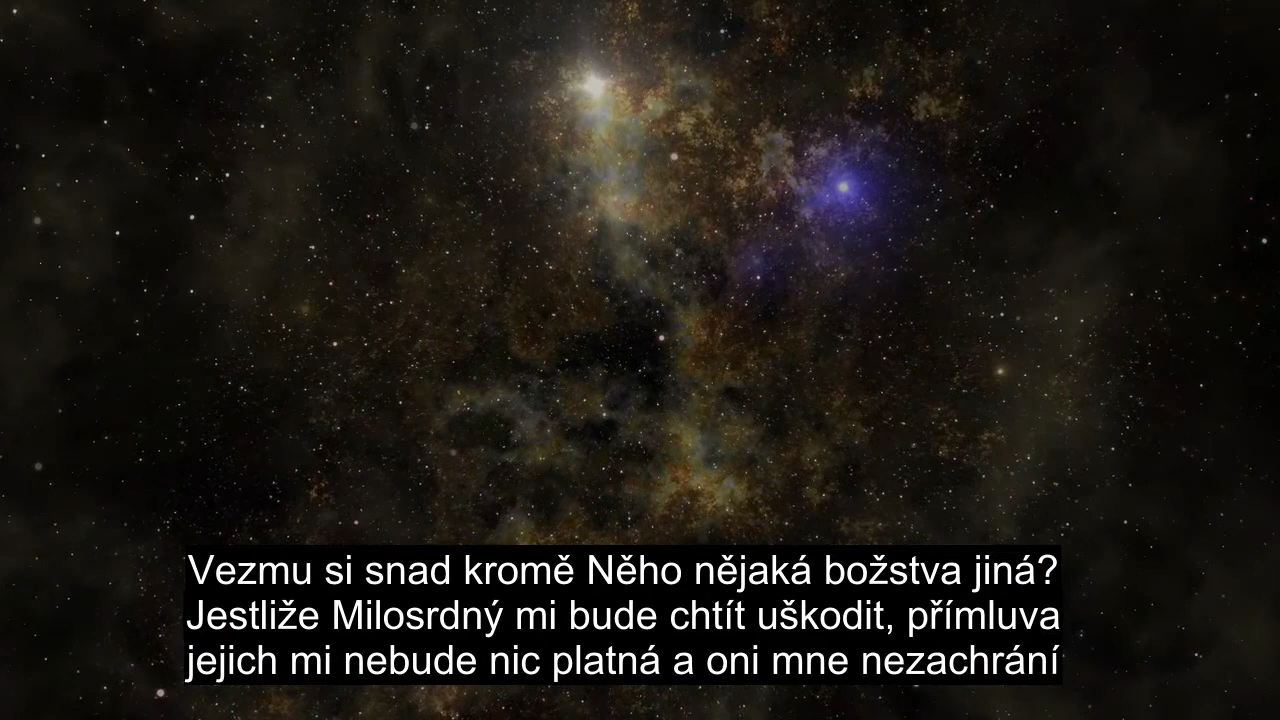 Vezmu si snad kromě Něho nějaká božstva jiná?
Jestliže Milosrdný mi bude chtít uškodit, přímluva
jejich mi nebude nic platná a oni mne nezachrání